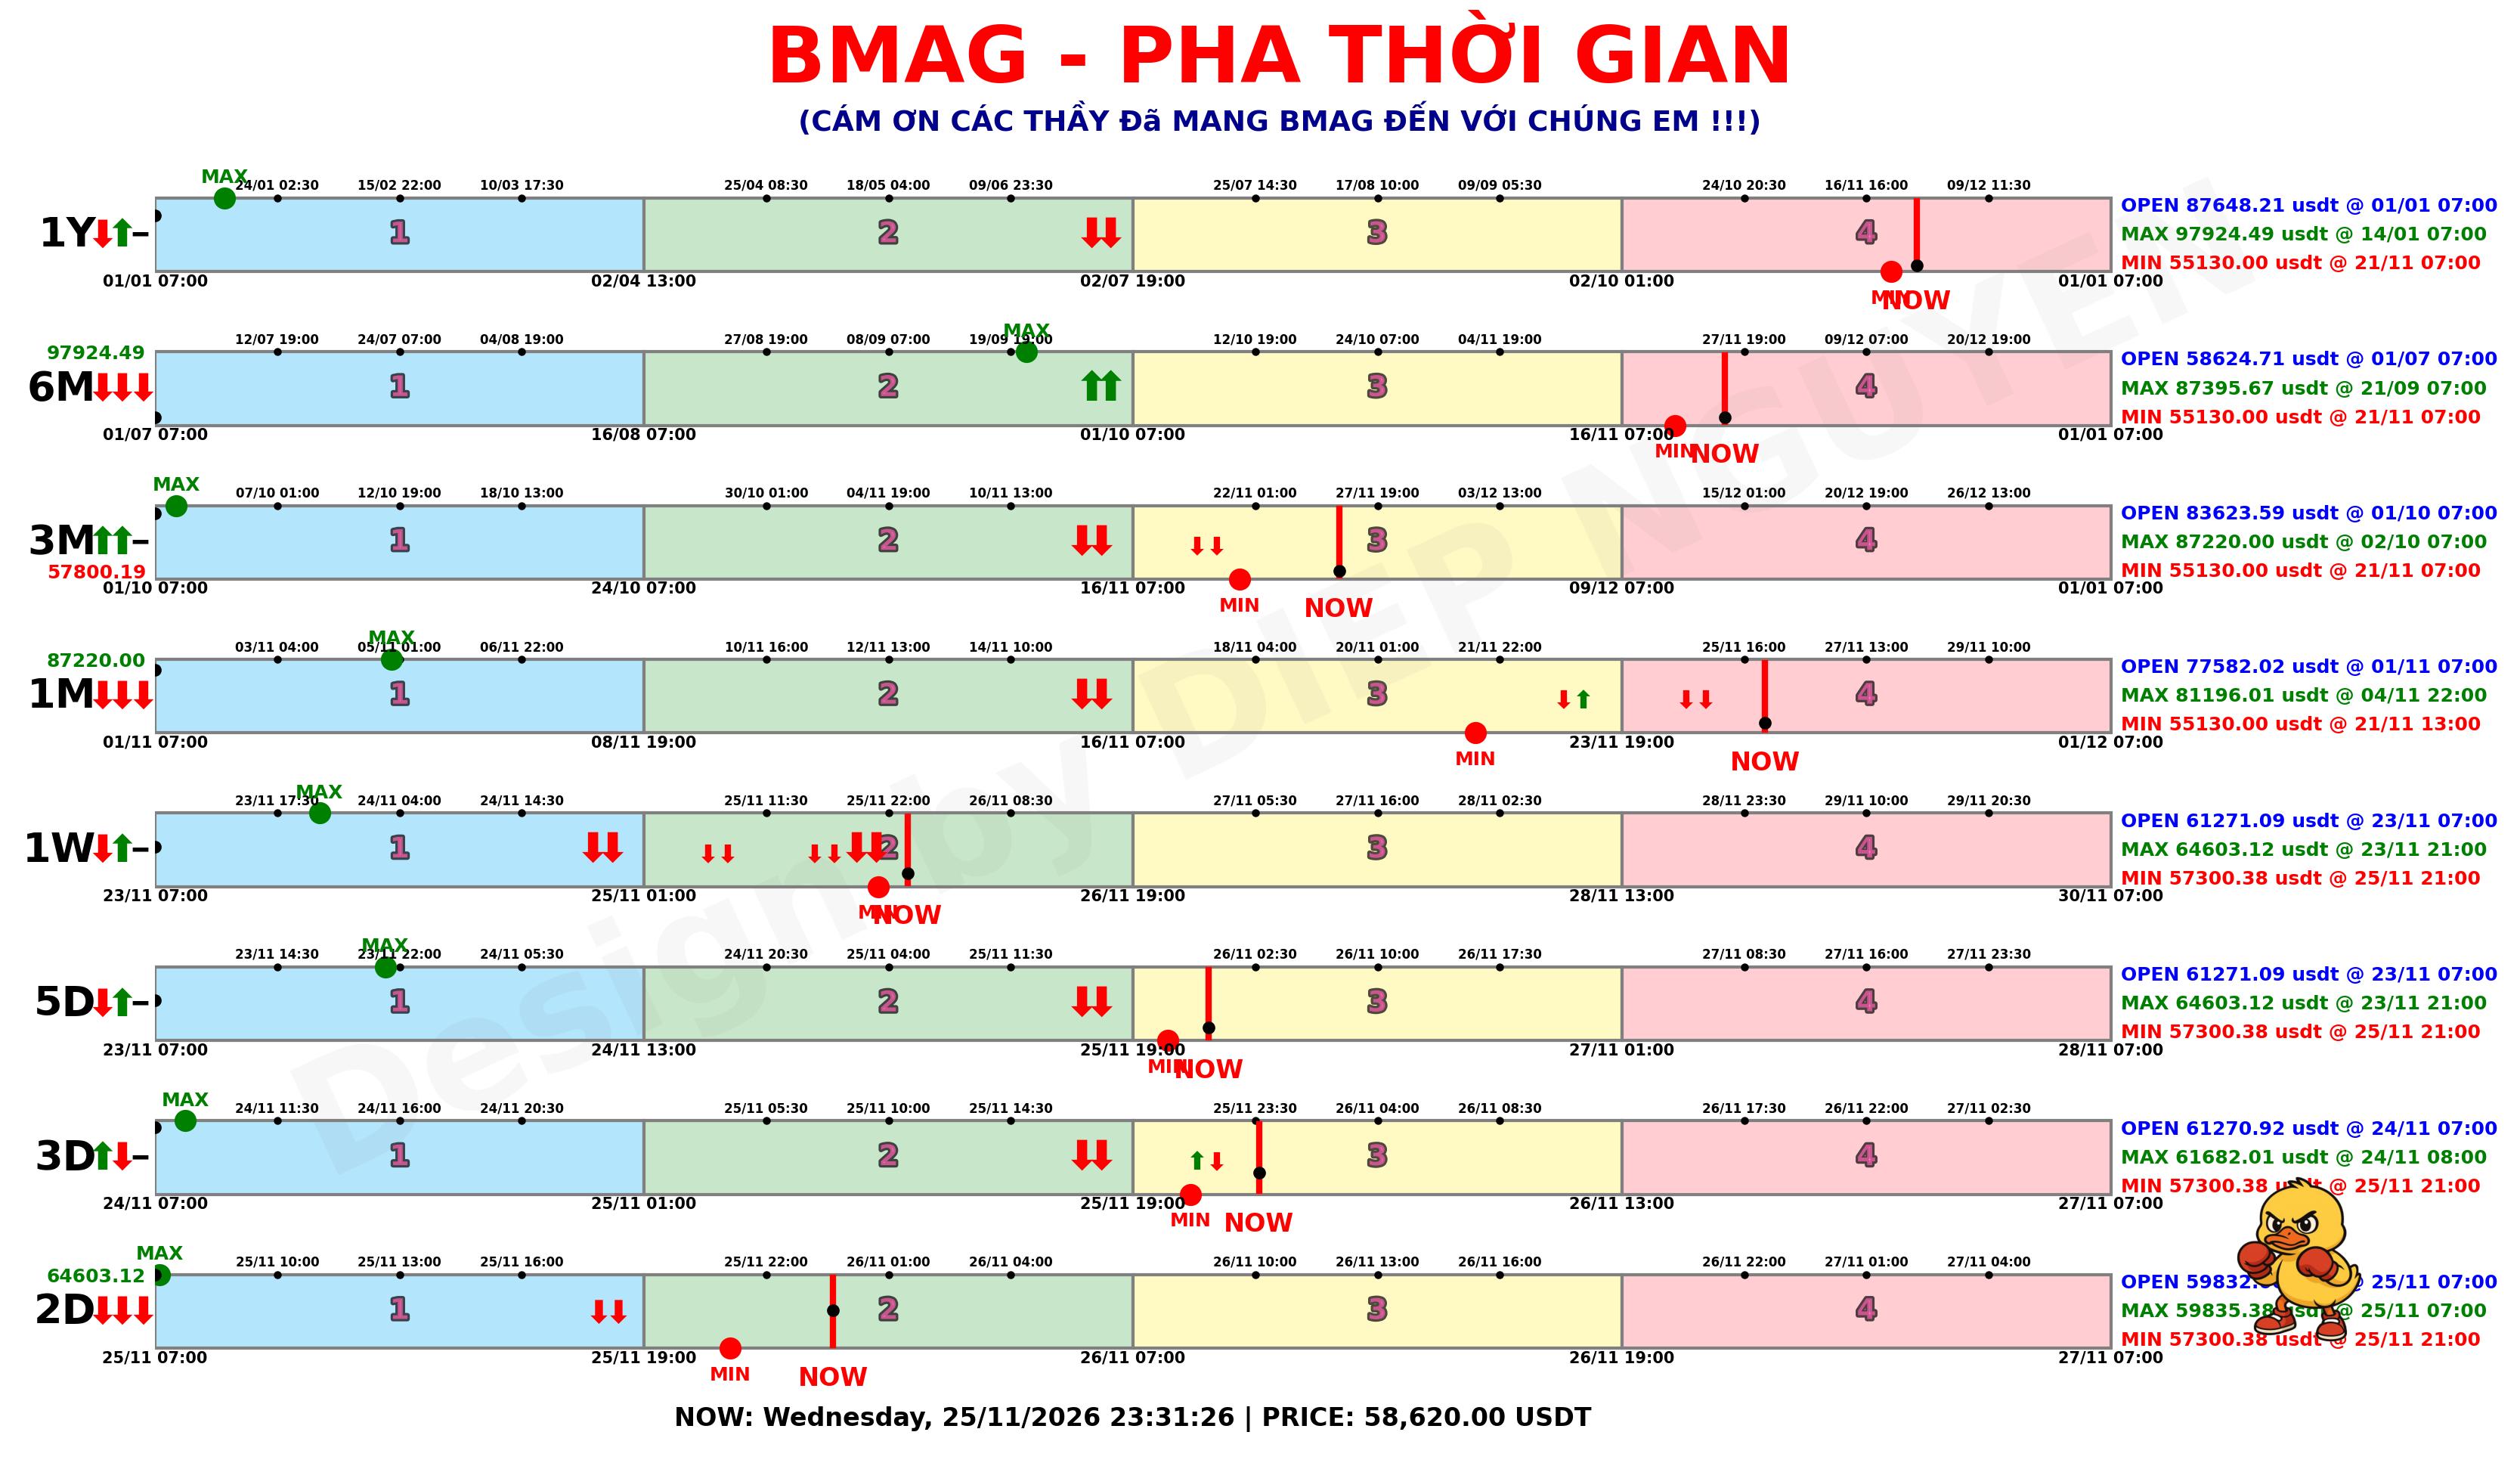 BMAG - PHA THỜI GIAN
(CÁM ƠN CÁC THẦY Đã MANG BMAG ĐẾN VỚI CHÚNG EM !!!)
MAX
24/01 02:30 15/02 22:00 10/03 17:30 25/04 08:30 18/05 04:00 09/06 23:30 25/07 14:30 17/08 10:00 09/09 05:30 24/10 20:30 16/11 16:00 09/12 11:30
1Y 1 2 3 4
OPEN 87648.21 usdt @ 01/01 07:00
MAX 97924.49 usdt @ 14/01 07:00
MIN 55130.00 usdt @ 21/11 07:00
01/01 07:00 02/04 13:00 02/07 19:00 02/10 01:00 01/01 07:00
MIN NOW
MAX
12/07 19:00 24/07 07:00 04/08 19:00 27/08 19:00 08/09 07:00 19/09 19:00 12/10 19:00 24/10 07:00 04/11 19:00 27/11 19:00 09/12 07:00 20/12 19:00
97924.49
6M 1 2 3 4
OPEN 58624.71 usdt @ 01/07 07:00
MAX 87395.67 usdt @ 21/09 07:00
MIN 55130.00 usdt @ 21/11 07:00
01/07 07:00 16/08 07:00 01/10 07:00 16/11 07:00 01/01 07:00
MIN NOW
MAX
07/10 01:00 12/10 19:00 18/10 13:00 30/10 01:00 04/11 19:00 10/11 13:00 22/11 01:00 27/11 19:00 03/12 13:00 15/12 01:00 20/12 19:00 26/12 13:00
3M 1 2 3 4
57800.19
OPEN 83623.59 usdt @ 01/10 07:00
MAX 87220.00 usdt @ 02/10 07:00
MIN 55130.00 usdt @ 21/11 07:00
01/10 07:00 24/10 07:00 16/11 07:00 09/12 07:00 01/01 07:00
MIN NOW
MAX
03/11 04:00 05/11 01:00 06/11 22:00 10/11 16:00 12/11 13:00 14/11 10:00 18/11 04:00 20/11 01:00 21/11 22:00 25/11 16:00 27/11 13:00 29/11 10:00
87220.00
1M 1 2 3 4
OPEN 77582.02 usdt @ 01/11 07:00
MAX 81196.01 usdt @ 04/11 22:00
MIN 55130.00 usdt @ 21/11 13:00
01/11 07:00 08/11 19:00 16/11 07:00 23/11 19:00 01/12 07:00
MIN NOW
MAX
23/11 17:30 24/11 04:00 24/11 14:30 25/11 11:30 25/11 22:00 26/11 08:30 27/11 05:30 27/11 16:00 28/11 02:30 28/11 23:30 29/11 10:00 29/11 20:30
1W 1 2 3 4
OPEN 61271.09 usdt @ 23/11 07:00
MAX 64603.12 usdt @ 23/11 21:00
MIN 57300.38 usdt @ 25/11 21:00
23/11 07:00 25/11 01:00 26/11 19:00 28/11 13:00 30/11 07:00
MIN NOW
MAX
23/11 14:30 23/11 22:00 24/11 05:30 24/11 20:30 25/11 04:00 25/11 11:30 26/11 02:30 26/11 10:00 26/11 17:30 27/11 08:30 27/11 16:00 27/11 23:30
5D 1 2 3 4
OPEN 61271.09 usdt @ 23/11 07:00
MAX 64603.12 usdt @ 23/11 21:00
MIN 57300.38 usdt @ 25/11 21:00
23/11 07:00 24/11 13:00 25/11 19:00 27/11 01:00 28/11 07:00
MIN NOW
MAX
24/11 11:30 24/11 16:00 24/11 20:30 25/11 05:30 25/11 10:00 25/11 14:30 25/11 23:30 26/11 04:00 26/11 08:30 26/11 17:30 26/11 22:00 27/11 02:30
3D 1 2 3 4
OPEN 61270.92 usdt @ 24/11 07:00
MAX 61682.01 usdt @ 24/11 08:00
MIN 57300.38 usdt @ 25/11 21:00
24/11 07:00 25/11 01:00 25/11 19:00 26/11 13:00 27/11 07:00
MIN NOW
MAX
25/11 10:00 25/11 13:00 25/11 16:00 25/11 22:00 26/11 01:00 26/11 04:00 26/11 10:00 26/11 13:00 26/11 16:00 26/11 22:00 27/11 01:00 27/11 04:00
64603.12
2D 1 2 3 4
OPEN @ 25/11 07:00
MAX 59835.38 usdt @ 25/11 07:00
MIN 57300.38 usdt @ 25/11 21:00
25/11 07:00 25/11 19:00 26/11 07:00 26/11 19:00 27/11 07:00
MIN NOW
NOW: Wednesday, 25/11/2026 23:31:26 | PRICE: 58,620.00 USDT
Design by DIEP NGUYEN